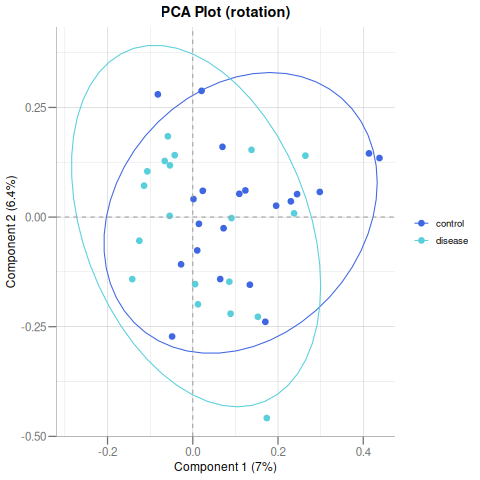 PCA Plot (rotation)
Component 2 (6.4%)
0.25
0.00
-0.25
-0.50
-0.2
0.0
0.2
0.4
Component 1 (7%)
control
disease